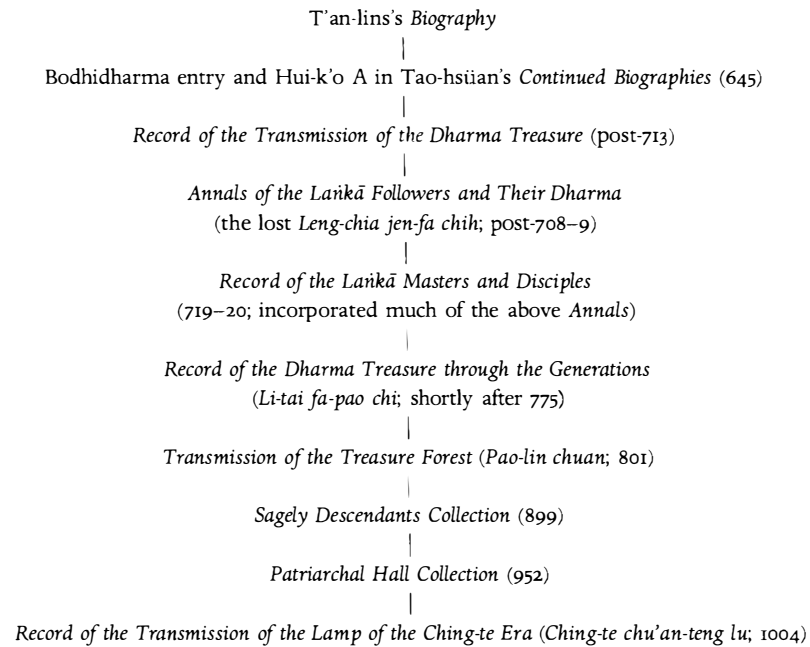 T'an-lins's Biography
Bodhidharma entry and Hui-k'o A in Tao-hsüan's Continued Biographies (645)
Record of the Transmission of the Dharma Treasure (post-713)
Annals of the Laṅkā Followers and Their Dharma
(the lost Leng-chia jen-fa chih; post-708–9)
Record of the Laṅkā Masters and Disciples
(719–20; incorporated much of the above Annals)
Record of the Dharma Treasure through the Generations
(Li-tai fa-pao chi; shortly after 775)
Transmission of the Treasure Forest (Pao-lin chuan; 801)
Sagely Descendants Collection (899)
Patriarchal Hall Collection (952)
Record of the Transmission of the Lamp of the Ching-te Era (Ching-te chu'an-teng lu; 1004)